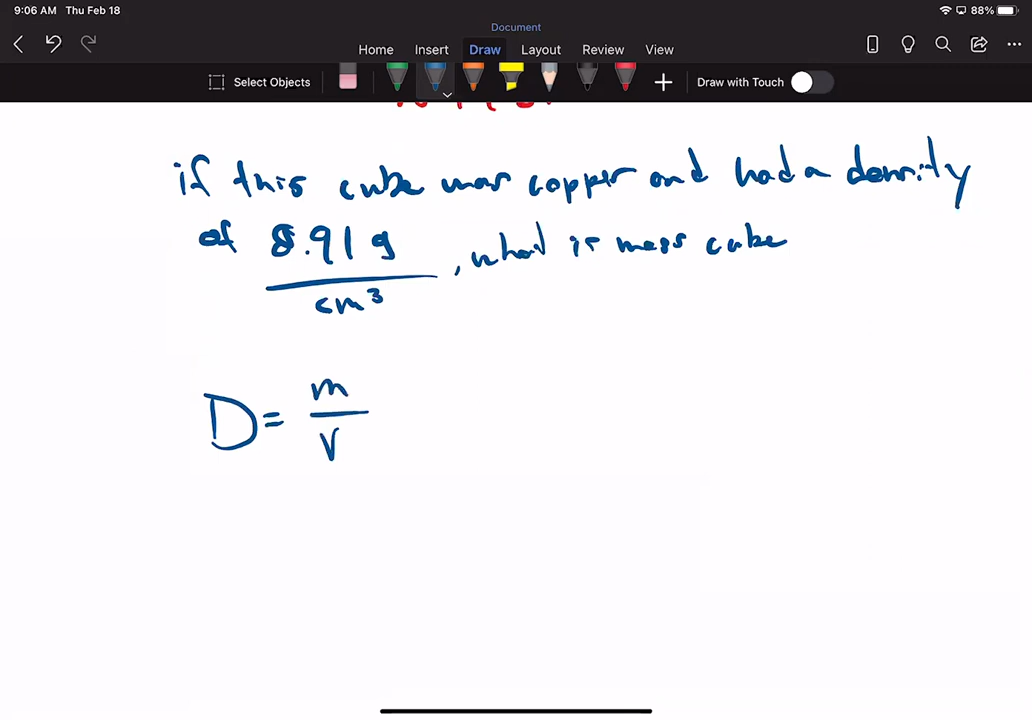 9:06 AM Thu Feb 18
88%
Document
Home Insert Draw Layout Review View
Select Objects
Draw with Touch
if this cube was copper and had a density
of 8.91 g
, what is mass cube
cm³
D = m
V